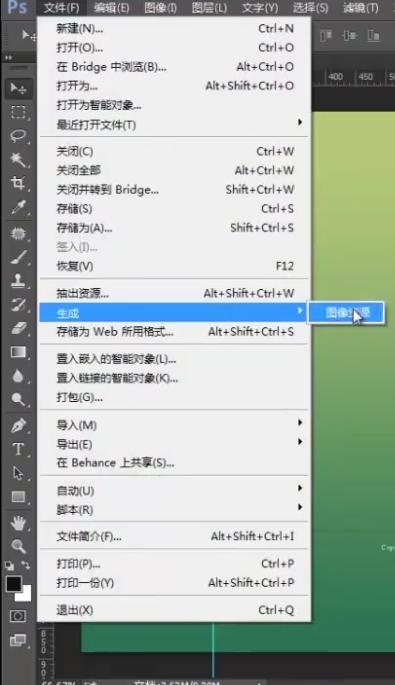 Ps 文件(F) 编辑(E) 图像(I) 图层(L) 文字(Y) 选择(S) 滤镜(T)
新建(N)... Ctrl+N
打开(O)... Ctrl+O
在 Bridge 中浏览(B)... Alt+Ctrl+O
打开为... Alt+Shift+Ctrl+O
打开为智能对象...
最近打开文件(T)
400 450 50
关闭(C) Ctrl+W
关闭全部 Alt+Ctrl+W
关闭并转到 Bridge... Shift+Ctrl+W
存储(S) Ctrl+S
存储为(A)... Shift+Ctrl+S
签入(I)...
恢复(V) F12
抽出资源... Alt+Shift+Ctrl+W
生成
图像资源
存储为 Web 所用格式... Alt+Shift+Ctrl+S
置入嵌入的智能对象(L)...
置入链接的智能对象(K)...
打包(G)...
导入(M)
导出(E)
在 Behance 上共享(S)...
自动(U)
脚本(R)
文件简介(F)... Alt+Shift+Ctrl+I
打印(P)... Ctrl+P
打印一份(Y) Alt+Shift+Ctrl+P
退出(X) Ctrl+Q